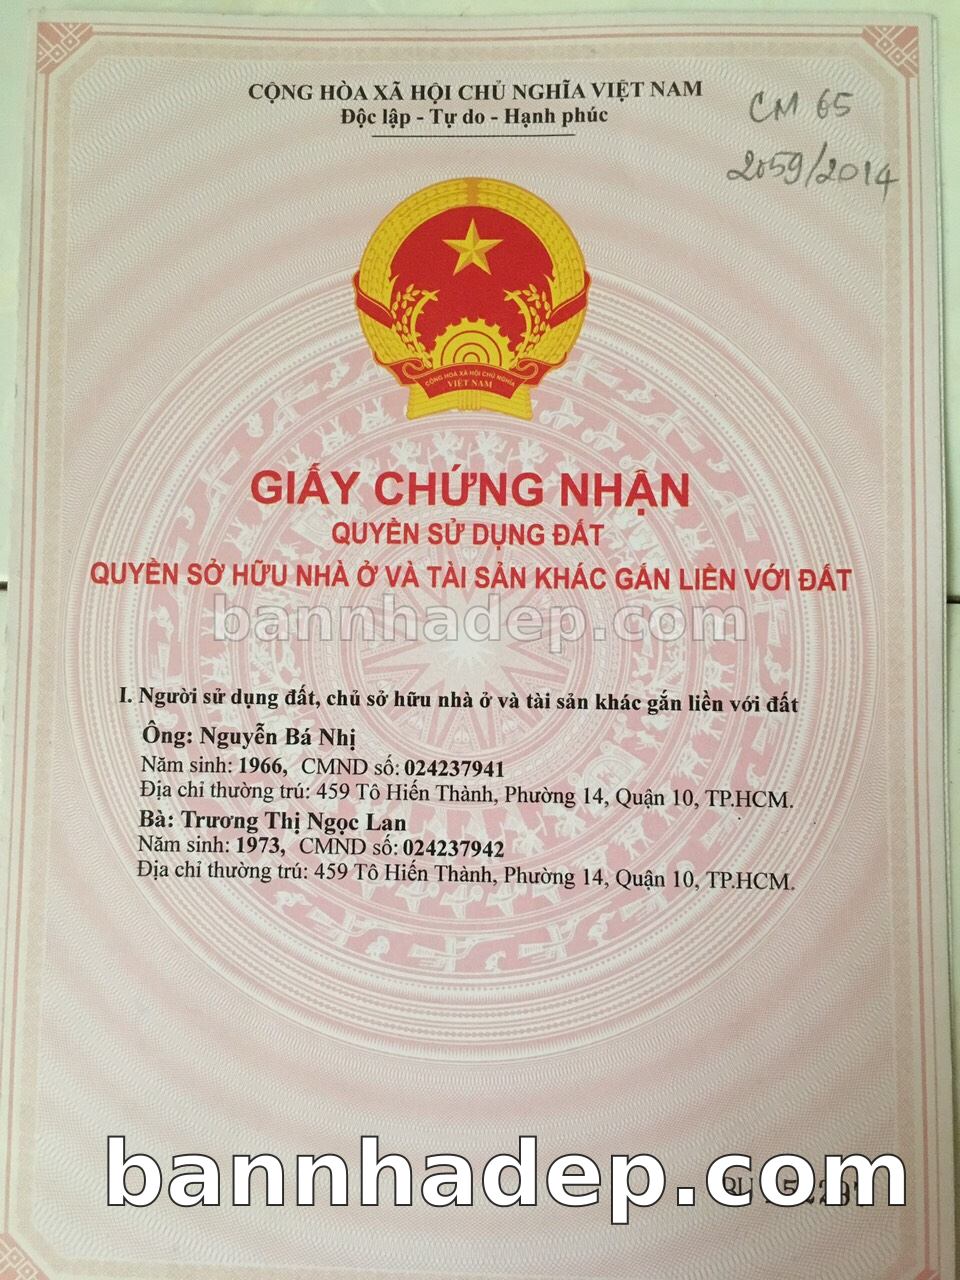 CỘNG HÒA XÃ HỘI CHỦ NGHĨA VIỆT NAM
Độc lập - Tự do - Hạnh phúc
CM 65
2059/2014
CỘNG HOÀ XÃ HỘI CHỦ NGHĨA
VIỆT NAM
GIẤY CHỨNG NHẬN
QUYỀN SỬ DỤNG ĐẤT
QUYỀN SỞ HỮU NHÀ Ở VÀ TÀI SẢN KHÁC GẮN LIỀN VỚI ĐẤT
bannhadep.com
I. Người sử dụng đất, chủ sở hữu nhà ở và tài sản khác gắn liền với đất
Ông: Nguyễn Bá Nhị
Năm sinh: 1966, CMND số: 024237941
Địa chỉ thường trú: 459 Tô Hiến Thành, Phường 14, Quận 10, TP.HCM.
Bà: Trương Thị Ngọc Lan
Năm sinh: 1973, CMND số: 024237942
Địa chỉ thường trú: 459 Tô Hiến Thành, Phường 14, Quận 10, TP.HCM.
bannhadep.com